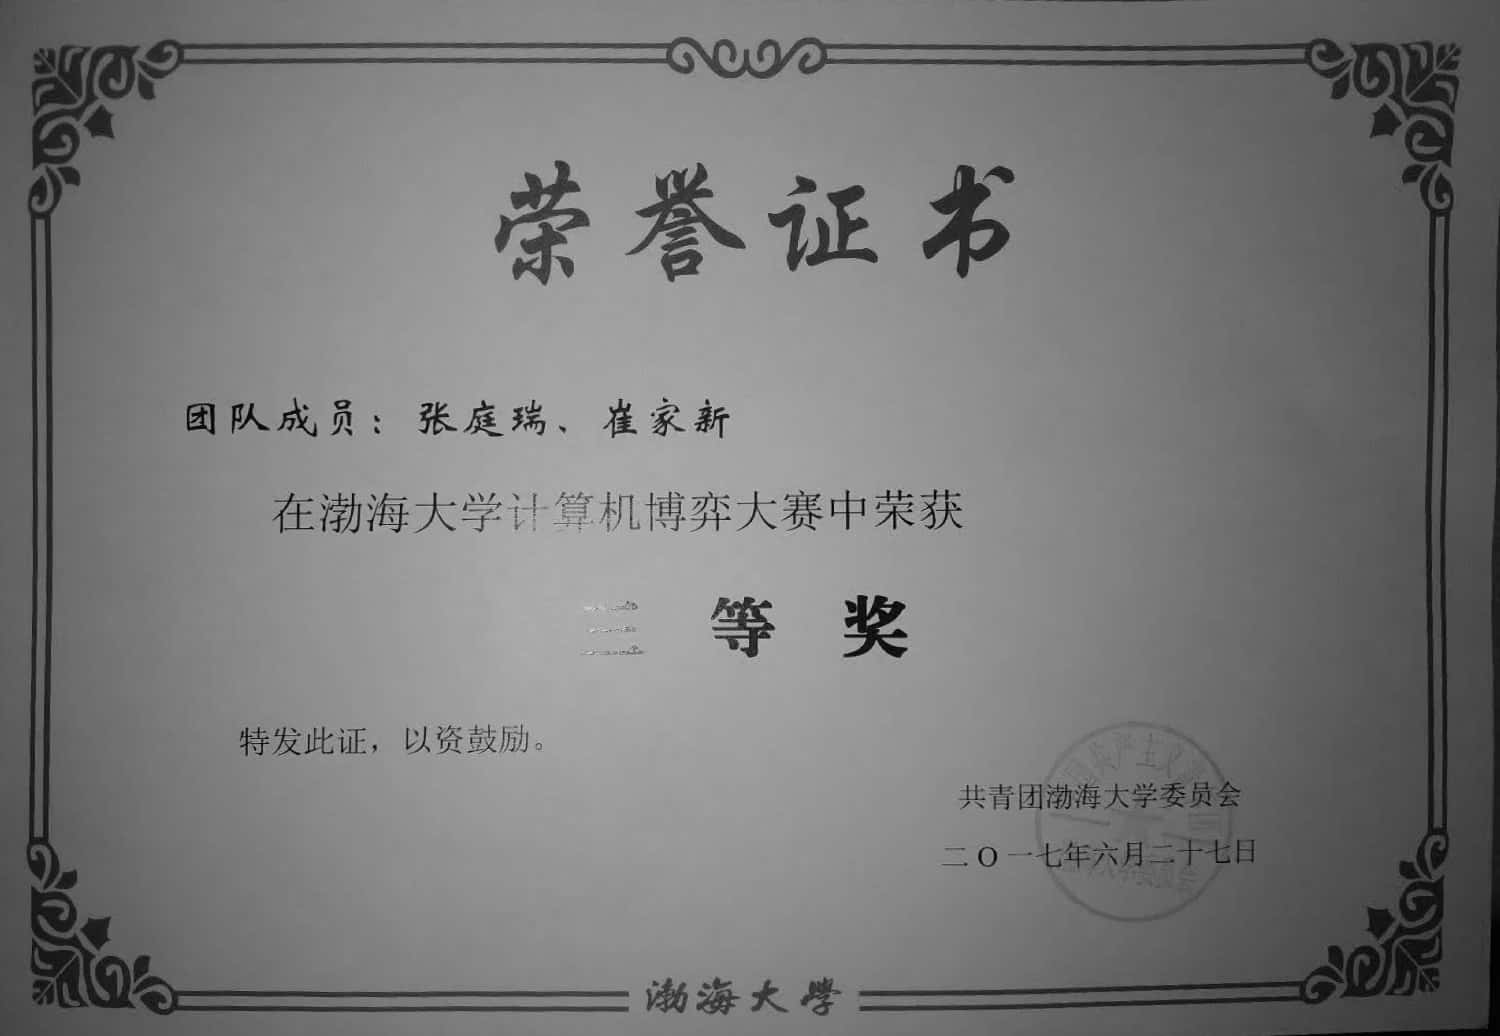 荣誉证书
团队成员：张庭瑞、崔家新
在渤海大学计算机博弈大赛中荣获
三等奖
特发此证，以资鼓励。
共青团渤海大学委员会
二O一七年六月二十七日
渤海大学